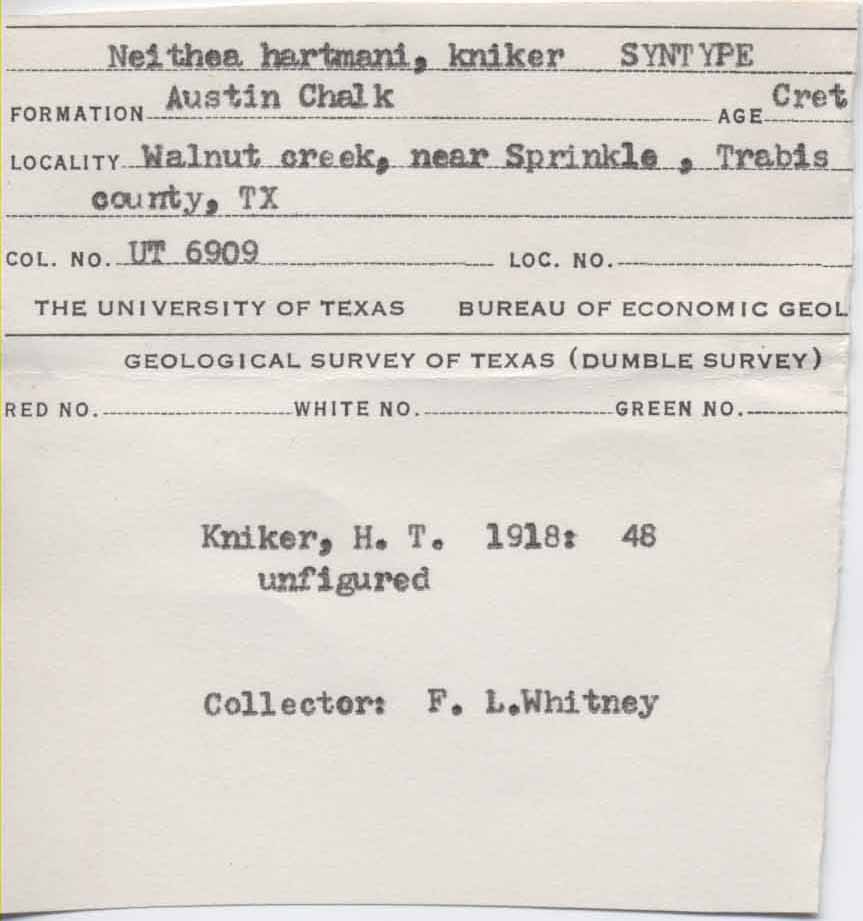 Neithea hartmani, kniker SYNTYPE
FORMATION Austin Chalk AGE Cret
LOCALITY Walnut creek, near Sprinkle , Trabis
county, TX
COL. NO. UT 6909 LOC. NO.
THE UNIVERSITY OF TEXAS BUREAU OF ECONOMIC GEOL
GEOLOGICAL SURVEY OF TEXAS (DUMBLE SURVEY)
RED NO. WHITE NO. GREEN NO.
Kniker, H. T. 1918: 48
unfigured
Collector: F. L.Whitney